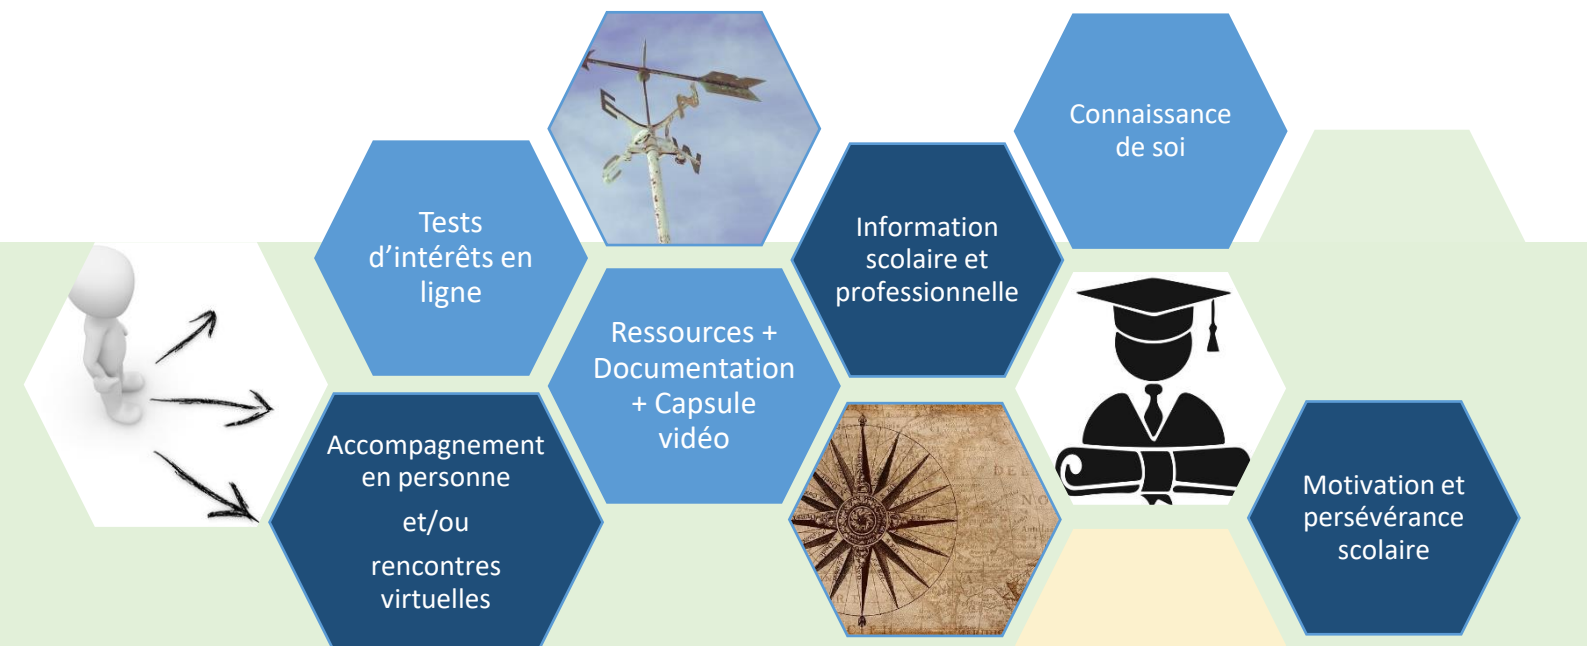 Connaissance
de soi
Tests
d’intérêts en
ligne
Information
scolaire et
professionnelle
Ressources +
Documentation
+ Capsule
vidéo
Accompagnement
en personne
et/ou
rencontres
virtuelles
Motivation et
persévérance
scolaire
E